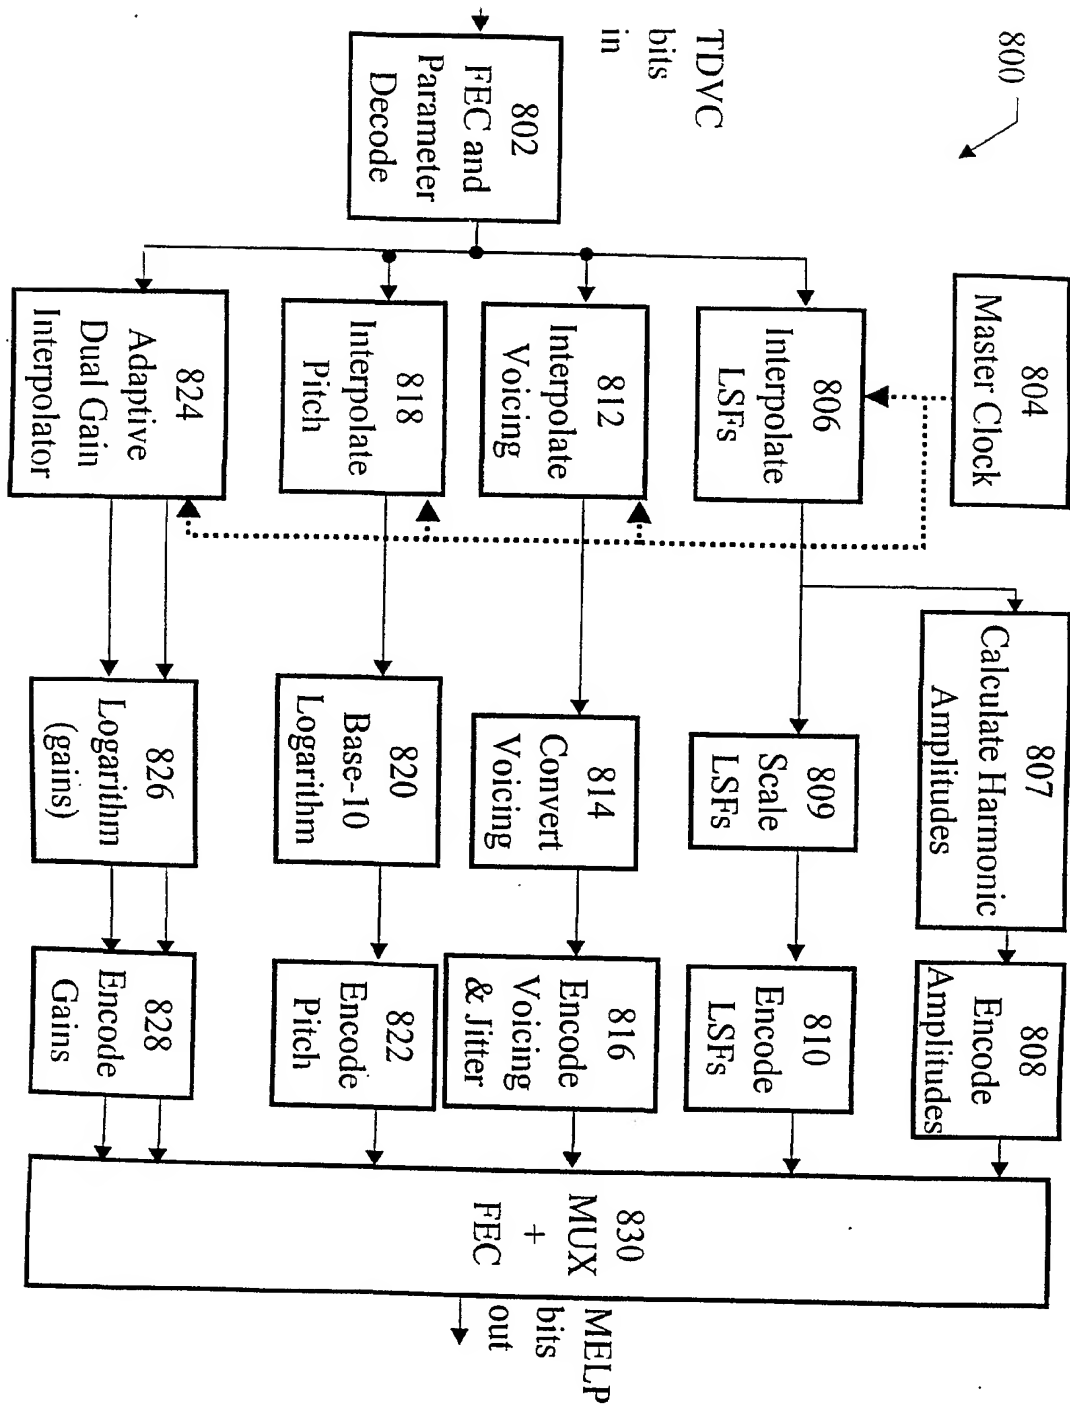 800
TDVC
bits
in
802
FEC and
Parameter
Decode
804
Master Clock
806
Interpolate
LSFs
812
Interpolate
Voicing
818
Interpolate
Pitch
824
Adaptive
Dual Gain
Interpolator
807
Calculate Harmonic
Amplitudes
809
Scale
LSFs
814
Convert
Voicing
820
Base-10
Logarithm
826
Logarithm
(gains)
808
Encode
Amplitudes
810
Encode
LSFs
816
Encode
Voicing
& Jitter
822
Encode
Pitch
828
Encode
Gains
830
MUX
+
FEC
MELP
bits
out